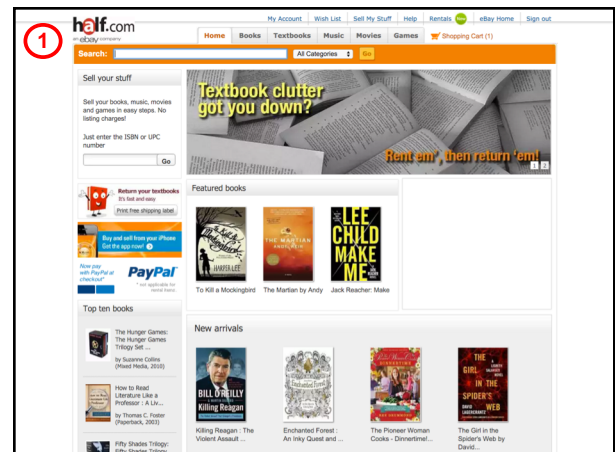 My Account Wish List Sell My Stuff Help Rentals eBay Home Sign out
half.com
an ebay company
1
Home Books Textbooks Music Movies Games Shopping Cart (1)
Search: All Categories Go
Sell your stuff
Sell your books, music, movies
and games in easy steps. No
listing charges!
Just enter the ISBN or UPC
number
Go
Textbook clutter
got you down?
Rent em', then return 'em!
1 2
Return your textbooks
It's fast and easy
Print free shipping label
Buy and sell from your iPhone
Get the app now!
Now pay
with PayPal at
checkout*
PayPal
* not applicable for
rental items
Featured books
To Kill a Mockingbird
HARPER LEE
THE MARTIAN
ANDY WEIR
LEE
CHILD
MAKE
ME
To Kill a Mockingbird The Martian by Andy Jack Reacher: Make
Top ten books
The Hunger Games:
The Hunger Games
Trilogy Set ...
by Suzanne Collins
(Mixed Media, 2010)
How to Read
Literature Like a
Professor : A Liv...
by Thomas C. Foster
(Paperback, 2003)
Fifty Shades Trilogy:
Fifty Shades Trilogy
New arrivals
BILL O'REILLY
Killing Reagan
Enchanted Forest
THE
GIRL
IN THE
SPIDER'S
WEB
DAVID
LAGERCRANTZ
Killing Reagan : The
Violent Assault ...
Enchanted Forest :
An Inky Quest and ...
The Pioneer Woman
Cooks - Dinnertime!...
The Girl in the
Spider's Web by
David...